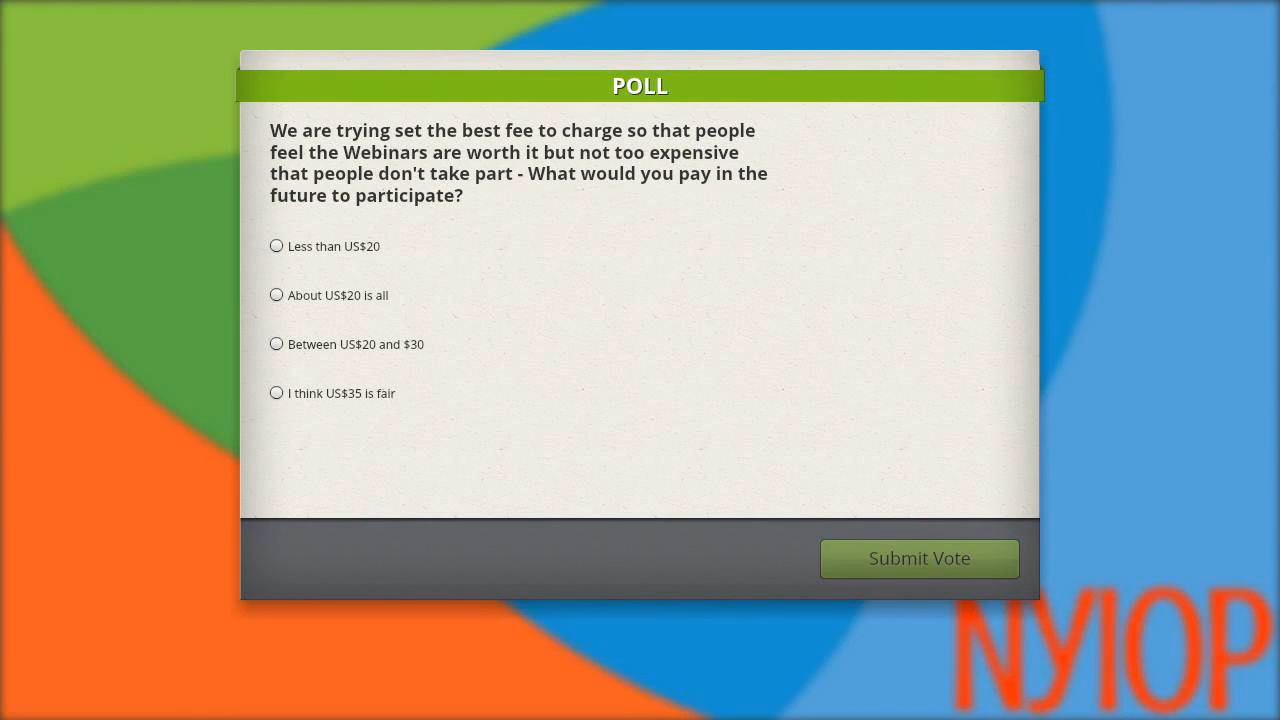 POLL
We are trying set the best fee to charge so that people
feel the Webinars are worth it but not too expensive
that people don't take part - What would you pay in the
future to participate?
Less than US$20
About US$20 is all
Between US$20 and $30
I think US$35 is fair
Submit Vote
NYIOP